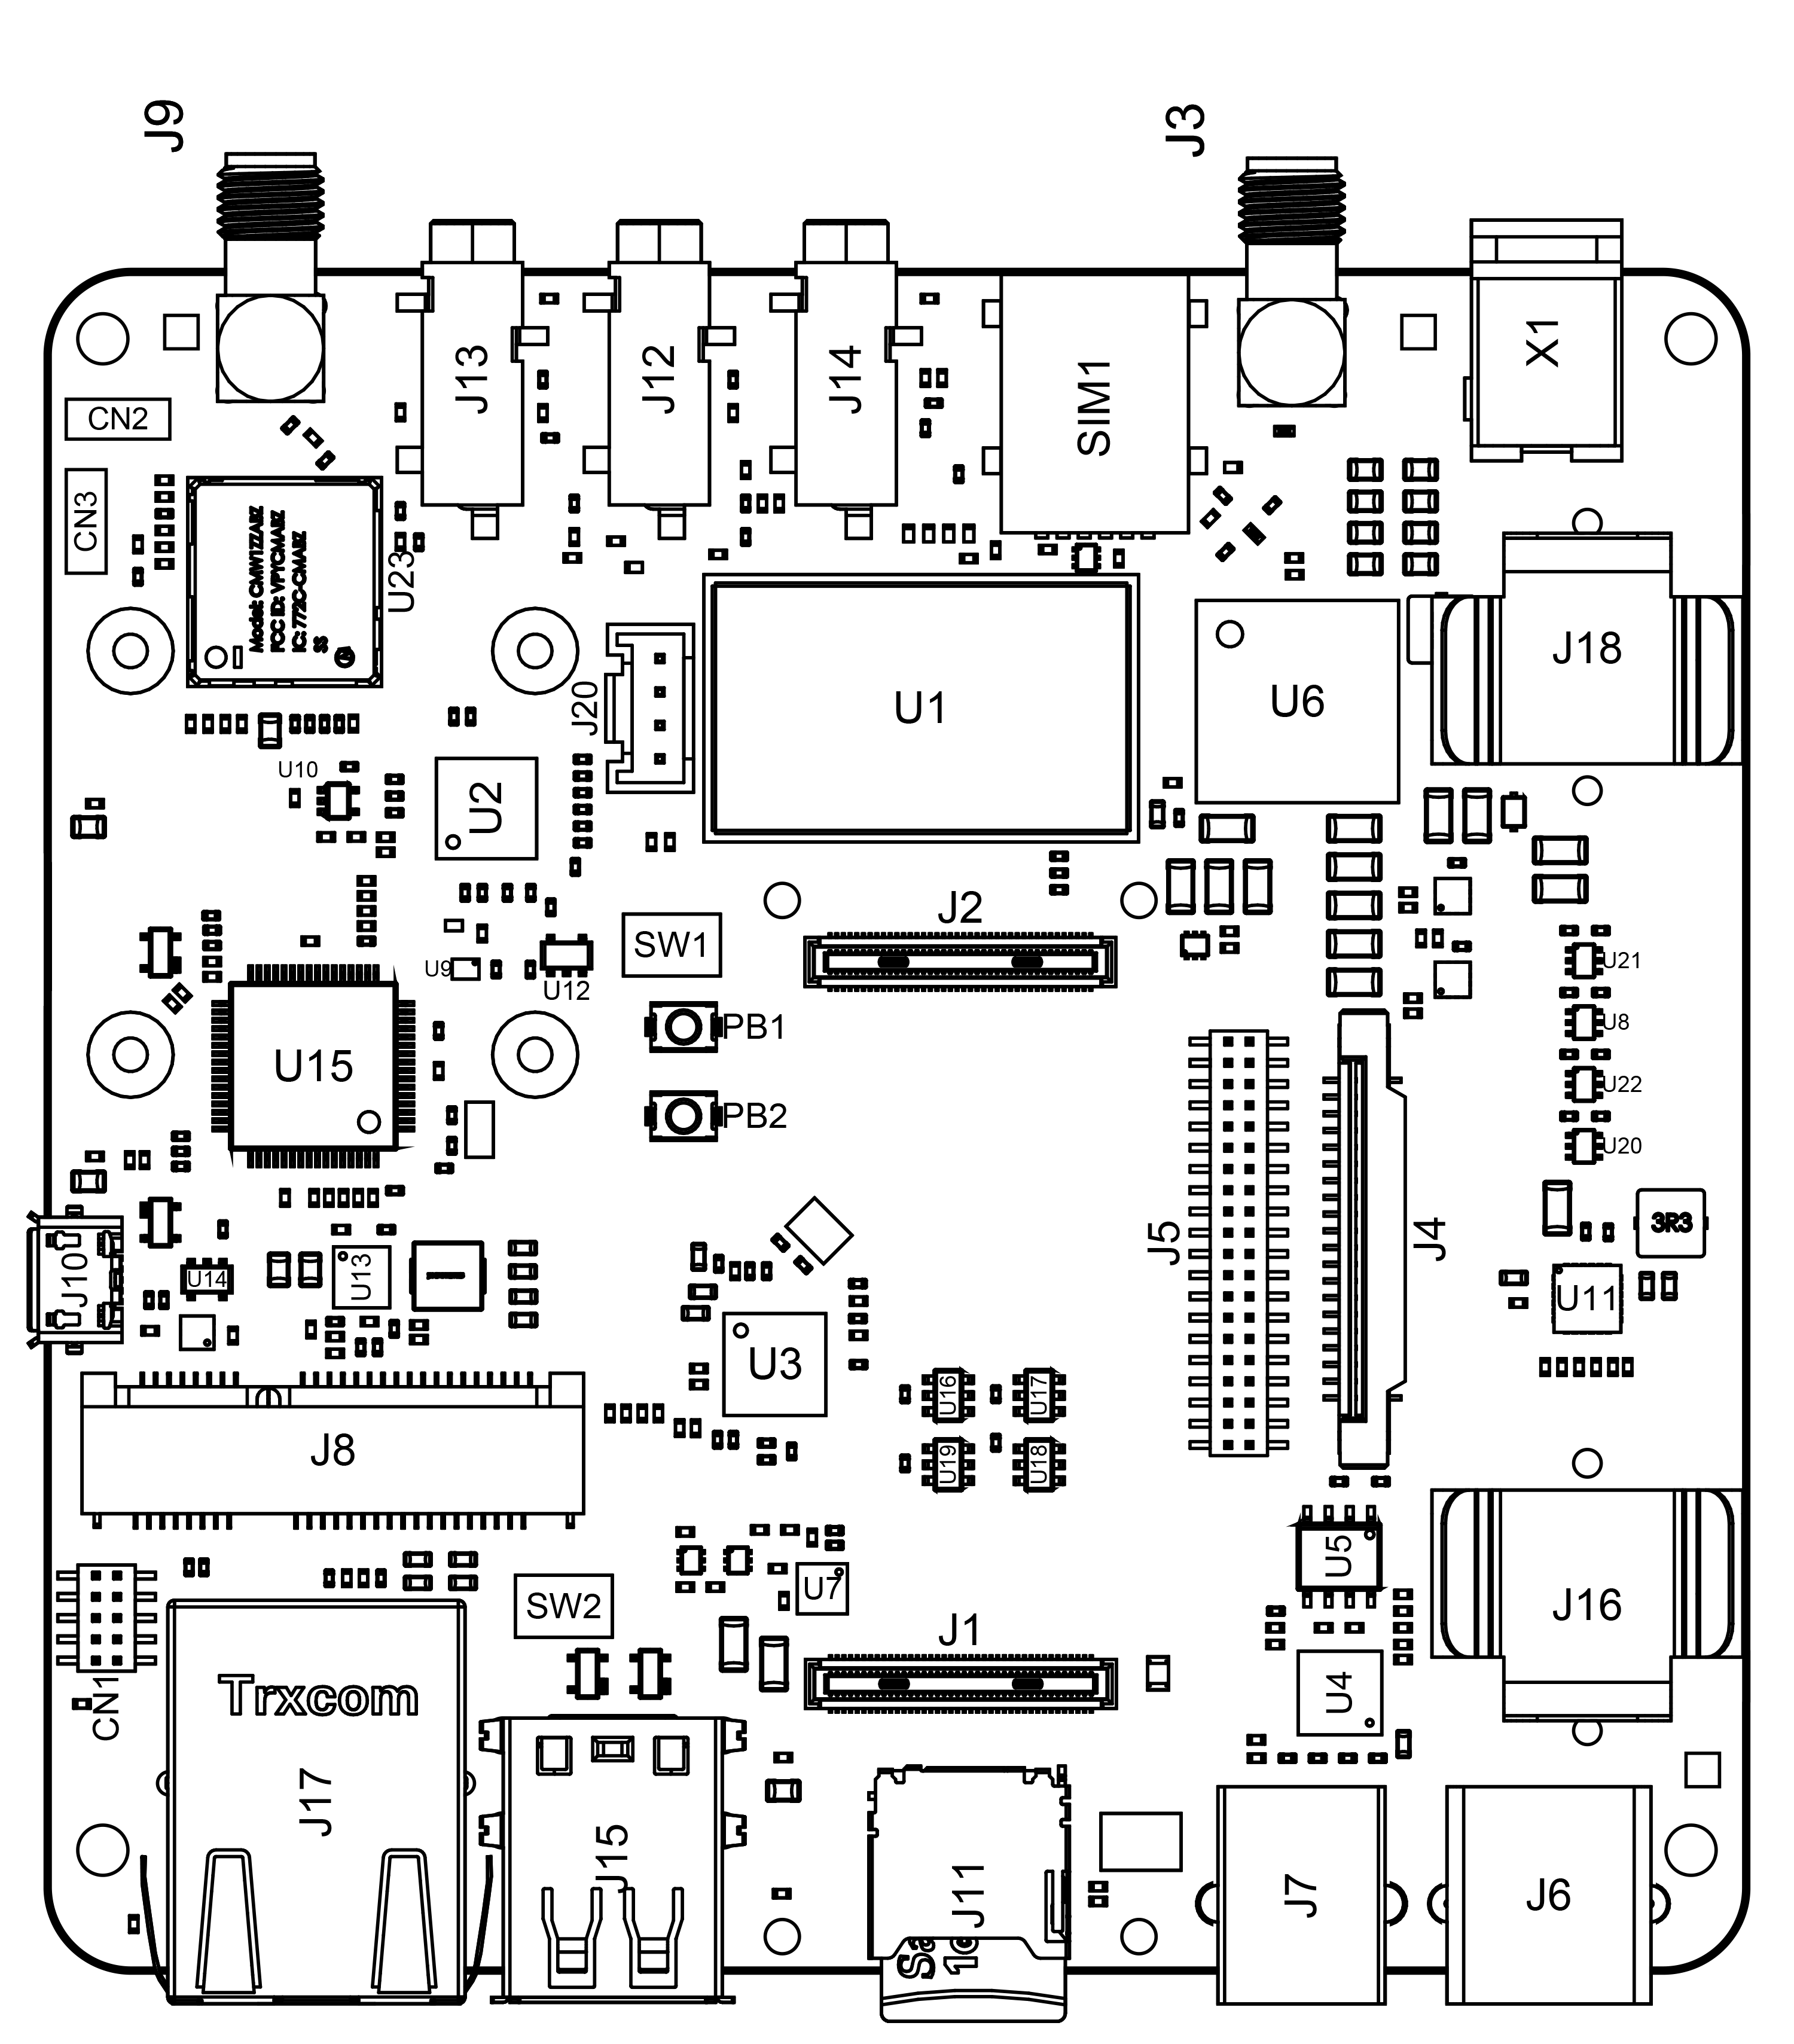 J9
J3
J13
J12
J14
SIM1
X1
CN2
CN3
Model: CMW1ZZABZ
FCC ID: VPYCMABZ
IC: 772C-CMABZ
SS
U23
J20
U1
U6
J18
U10
U2
J2
SW1
U9
U12
PB1
PB2
U15
U21
U8
U22
U20
J10
U14
U13
J5
J4
3R3
U11
U3
U16
U17
U19
U18
J8
U5
U7
SW2
J1
J16
U4
CN1
Trxcom
J17
J15
J11
J7
J6